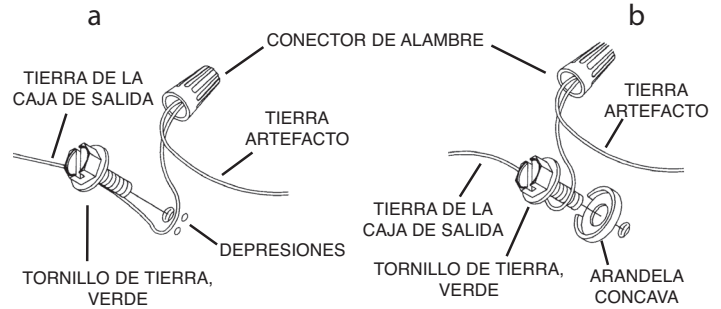 a
b
CONECTOR DE ALAMBRE
TIERRA DE LA
CAJA DE SALIDA
TIERRA
ARTEFACTO
DEPRESIONES
TORNILLO DE TIERRA,
VERDE
TIERRA
ARTEFACTO
TIERRA DE LA
CAJA DE SALIDA
TORNILLO DE TIERRA,
VERDE
ARANDELA
CONCAVA